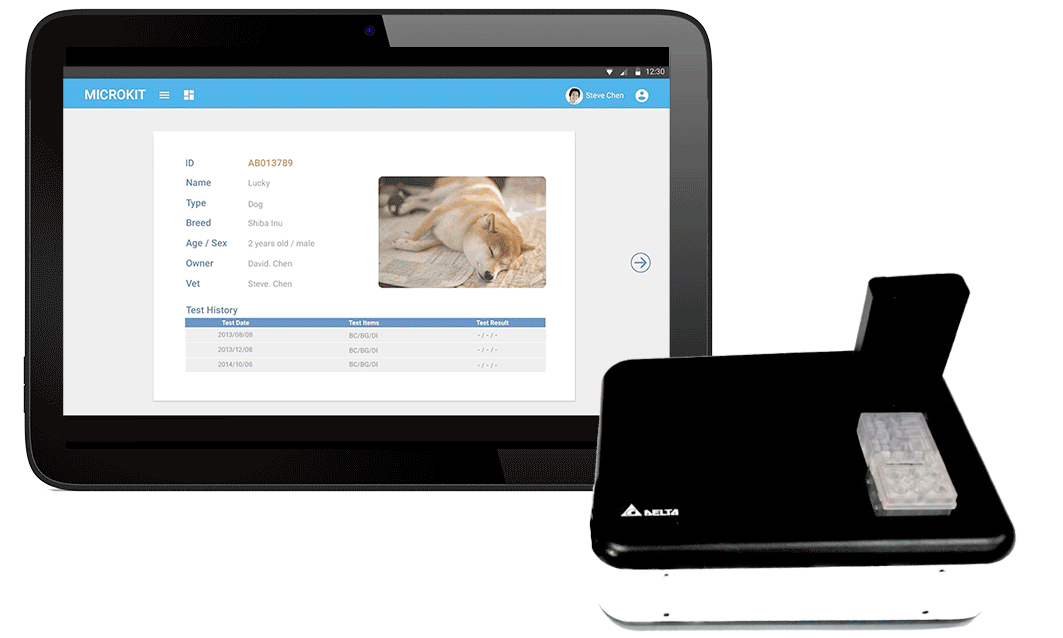 12:30
MICROKIT
Steve Chen
ID AB013789
Name Lucky
Type Dog
Breed Shiba Inu
Age / Sex 2 years old / male
Owner David. Chen
Vet Steve. Chen
Test History
Test Date Test Items Test Result
2013/08/08 BC/BG/DI - / - / -
2013/12/08 BC/BG/DI - / - / -
2014/10/08 BC/BG/DI - / - / -
DELTA